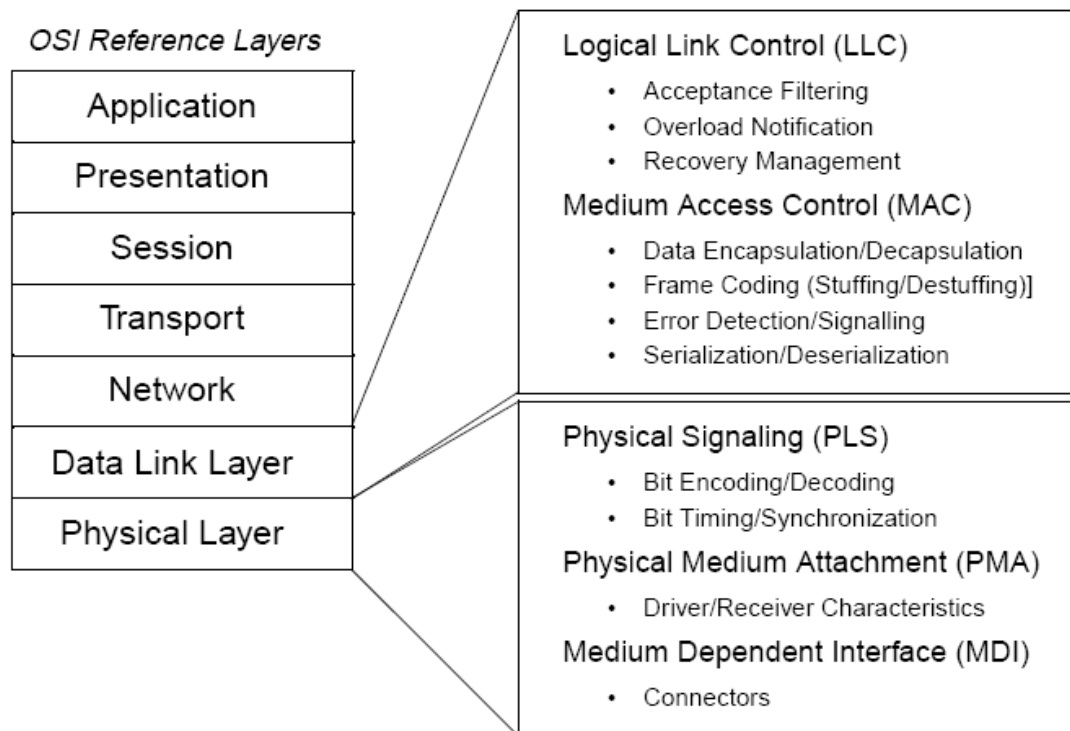 OSI Reference Layers
Application
Presentation
Session
Transport
Network
Data Link Layer
Physical Layer
Logical Link Control (LLC)
• Acceptance Filtering
• Overload Notification
• Recovery Management
Medium Access Control (MAC)
• Data Encapsulation/Decapsulation
• Frame Coding (Stuffing/Destuffing)]
• Error Detection/Signalling
• Serialization/Deserialization
Physical Signaling (PLS)
• Bit Encoding/Decoding
• Bit Timing/Synchronization
Physical Medium Attachment (PMA)
• Driver/Receiver Characteristics
Medium Dependent Interface (MDI)
• Connectors